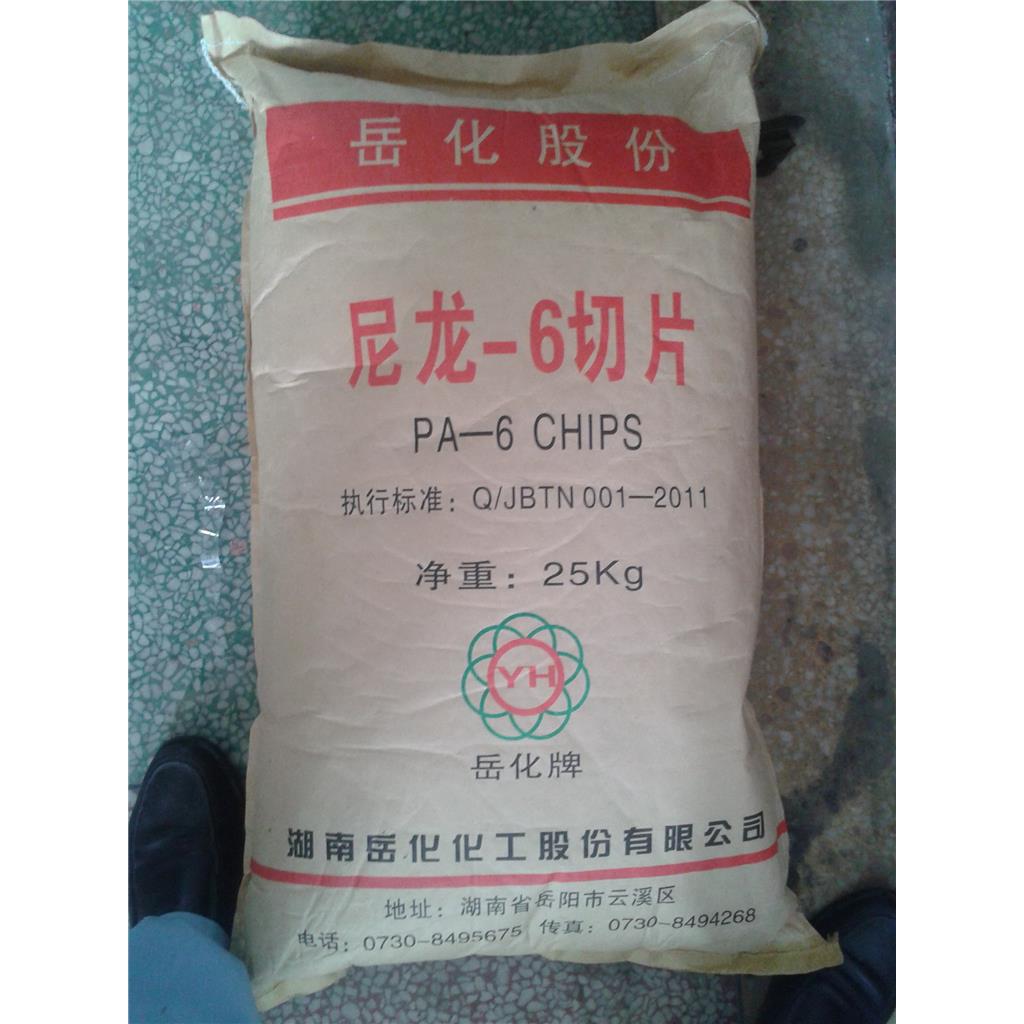 岳化股份
尼龙-6切片
PA—6 CHIPS
执行标准：Q/JBTN 001—2011
净重：25Kg
YH
岳化牌
湖南岳化化工股份有限公司
地址：湖南省岳阳市云溪区
电话：0730-8495675 传真：0730-8494268